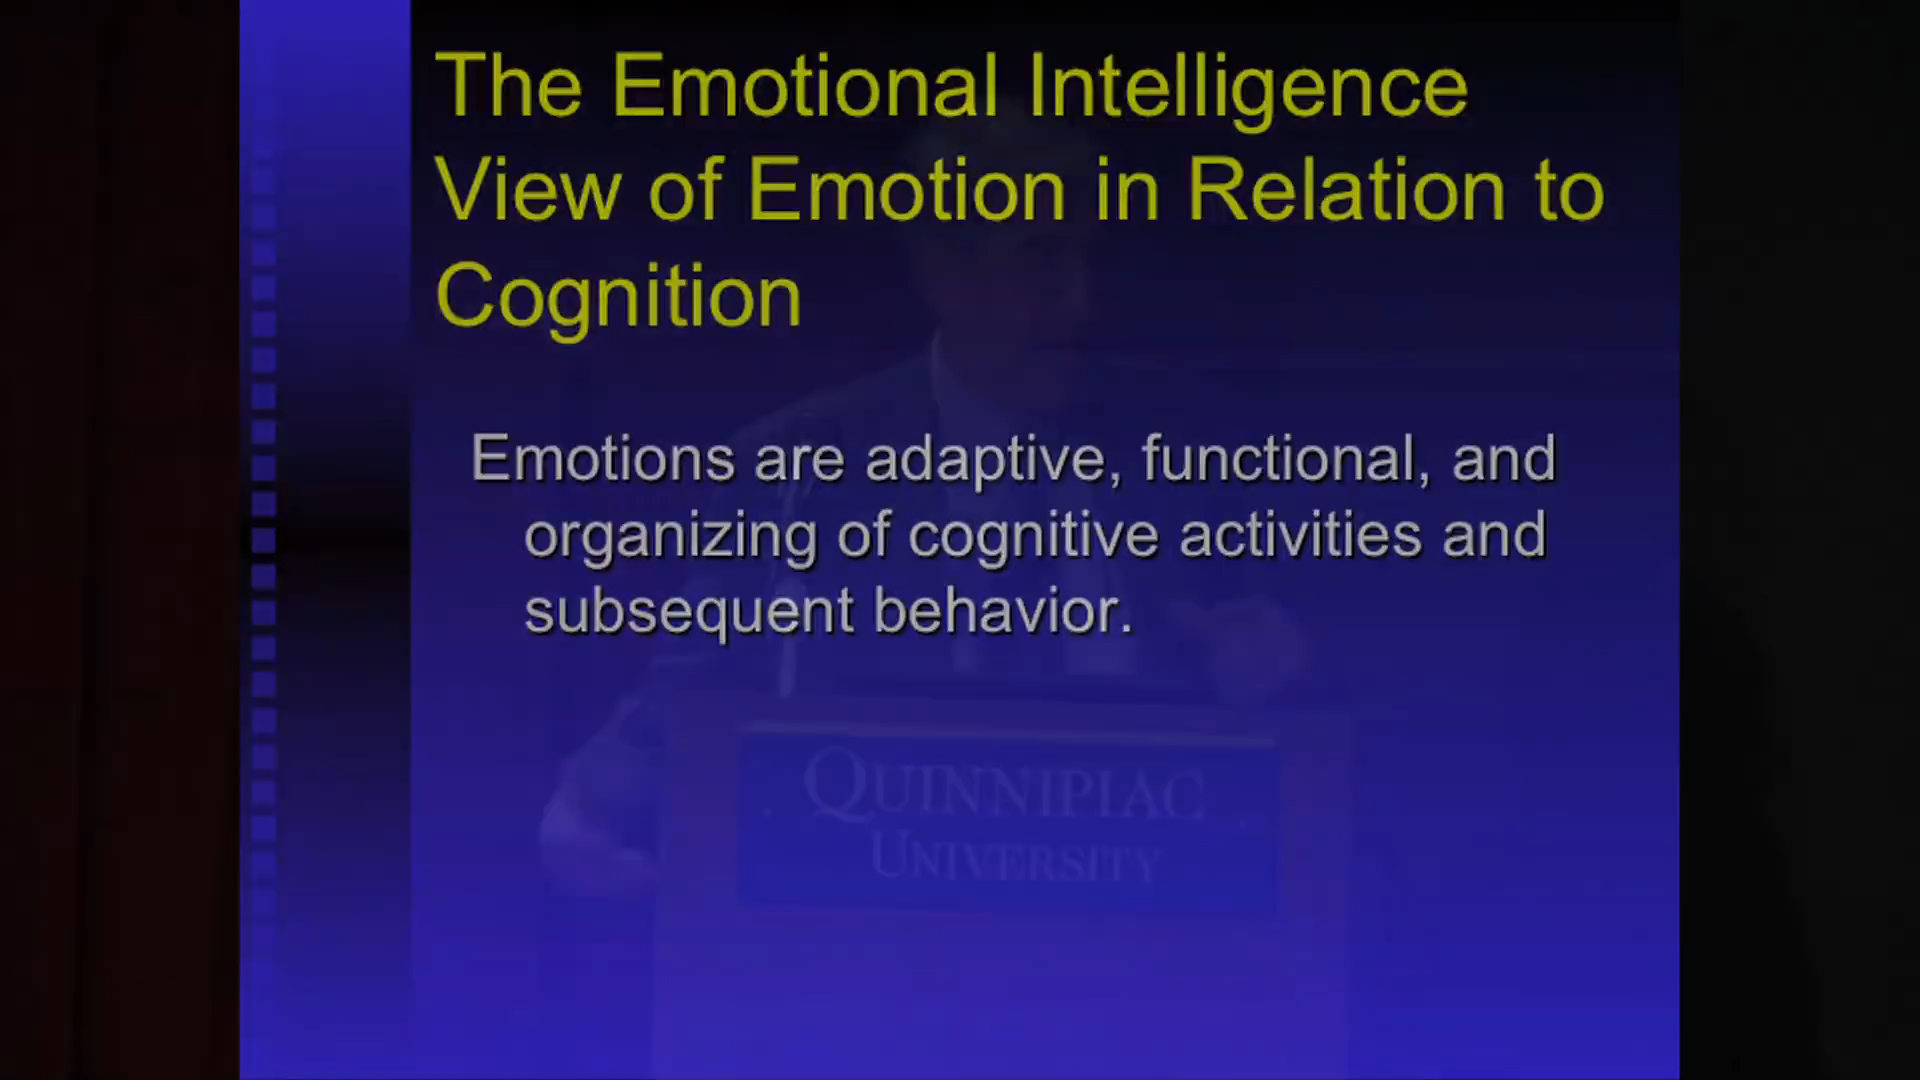 The Emotional Intelligence
View of Emotion in Relation to
Cognition
Emotions are adaptive, functional, and
organizing of cognitive activities and
subsequent behavior.
QUINNIPIAC
UNIVERSITY